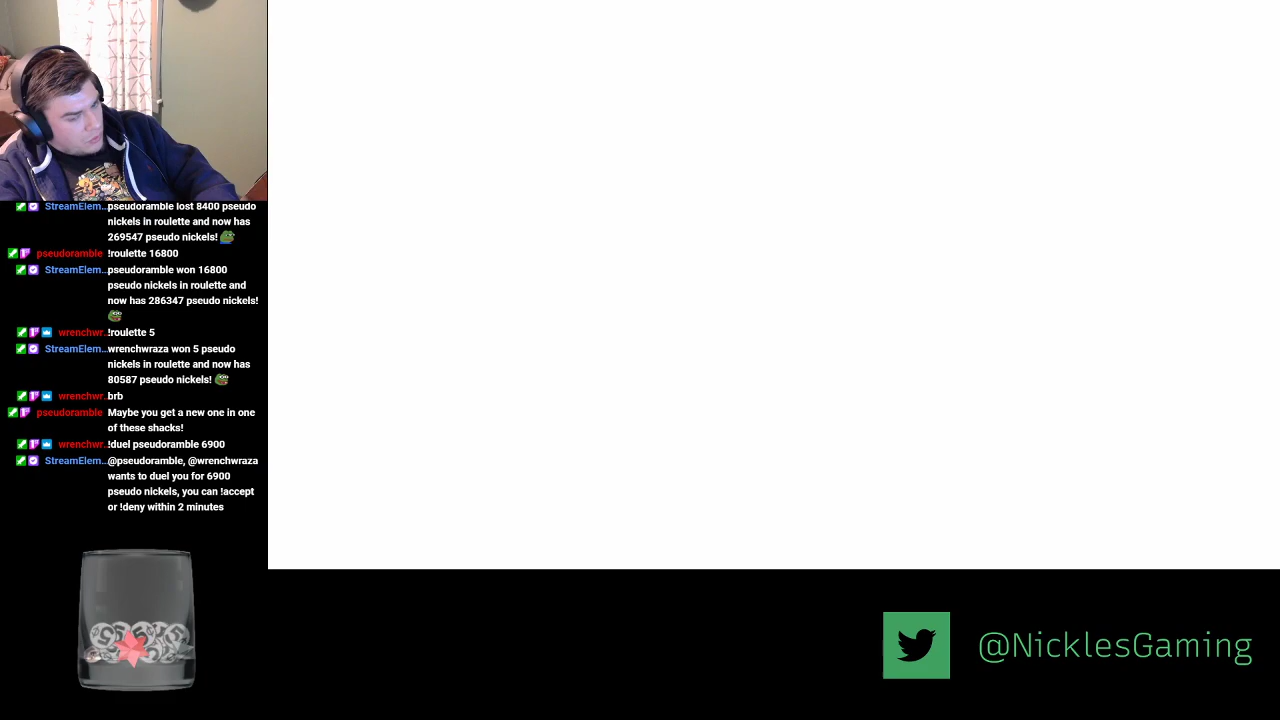 StreamElem.. pseudoramble lost 8400 pseudo
nickels in roulette and now has
269547 pseudo nickels!
pseudoramble !roulette 16800
StreamElem.. pseudoramble won 16800
pseudo nickels in roulette and
now has 286347 pseudo nickels!
wrenchwr.. !roulette 5
StreamElem.. wrenchwraza won 5 pseudo
nickels in roulette and now has
80587 pseudo nickels!
wrenchwr.. brb
pseudoramble Maybe you get a new one in one
of these shacks!
wrenchwr.. !duel pseudoramble 6900
StreamElem.. @pseudoramble, @wrenchwraza
wants to duel you for 6900
pseudo nickels, you can !accept
or !deny within 2 minutes
@NicklesGaming